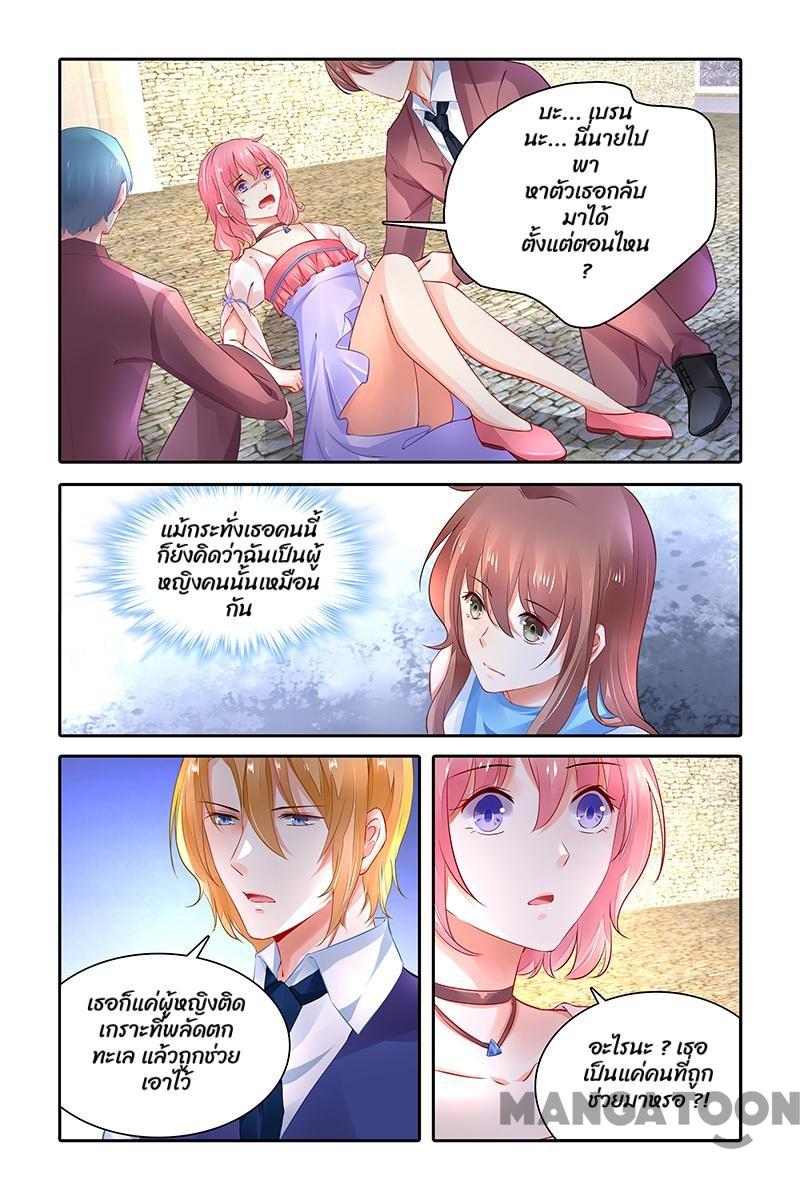 บะ... เบรน
นะ... นี่นายไป
พา
หาตัวเธอกลับ
มาได้
ตั้งแต่ตอนไหน
?
แม้กระทั่งเธอคนนี้
ก็ยังคิดว่าฉันเป็นผู้
หญิงคนนั้นเหมือน
กัน
เธอก็แค่ผู้หญิงติด
เกราะที่พลัดตก
ทะเล แล้วถูกช่วย
เอาไว้
อะไรนะ ? เธอ
เป็นแค่คนที่ถูก
ช่วยมาหรอ ?!
MANGATOON